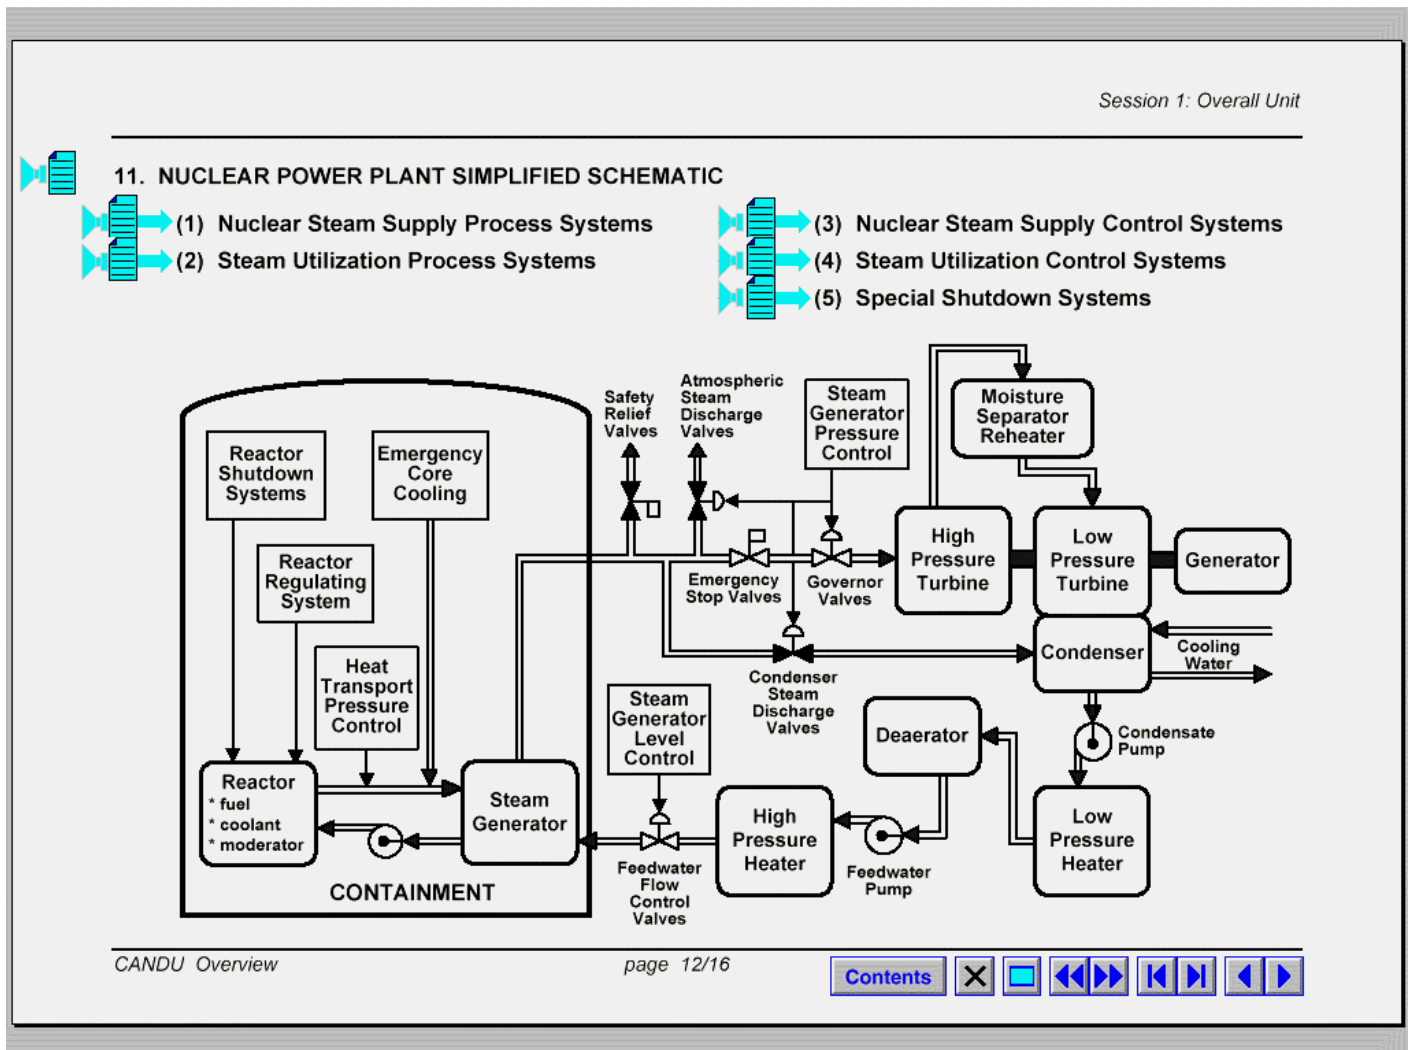 Session 1: Overall Unit
11. NUCLEAR POWER PLANT SIMPLIFIED SCHEMATIC
(1) Nuclear Steam Supply Process Systems
(2) Steam Utilization Process Systems
(3) Nuclear Steam Supply Control Systems
(4) Steam Utilization Control Systems
(5) Special Shutdown Systems
Reactor
Shutdown
Systems
Emergency
Core
Cooling
Reactor
Regulating
System
Heat
Transport
Pressure
Control
Reactor
* fuel
* coolant
* moderator
Steam
Generator
CONTAINMENT
Safety
Relief
Valves
Atmospheric
Steam
Discharge
Valves
Steam
Generator
Pressure
Control
Moisture
Separator
Reheater
Emergency
Stop Valves
Governor
Valves
High
Pressure
Turbine
Low
Pressure
Turbine
Generator
Condenser
Cooling
Water
Condenser
Steam
Discharge
Valves
Steam
Generator
Level
Control
Deaerator
Condensate
Pump
High
Pressure
Heater
Feedwater
Pump
Low
Pressure
Heater
Feedwater
Flow
Control
Valves
CANDU Overview
page 12/16
Contents